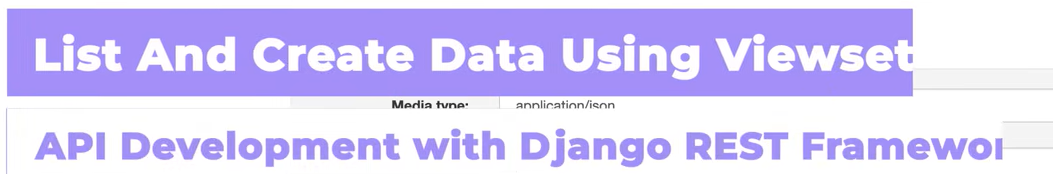 List And Create Data Using Viewset
Media type: application/json
API Development with Django REST Framewor